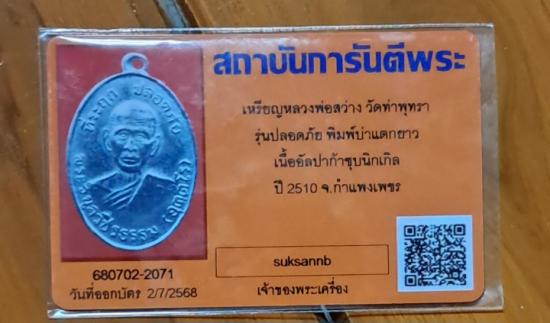 สถาบันการันตีพระ
เหรียญหลวงพ่อสว่าง วัดท่าพุทรา
รุ่นปลอดภัย พิมพ์บ่าแตกยาว
เนื้ออัลปาก้าชุบนิกเกิล
ปี 2510 จ.กำแพงเพชร
suksannb
เจ้าของพระเครื่อง
680702-2071
วันที่ออกบัตร 2/7/2568